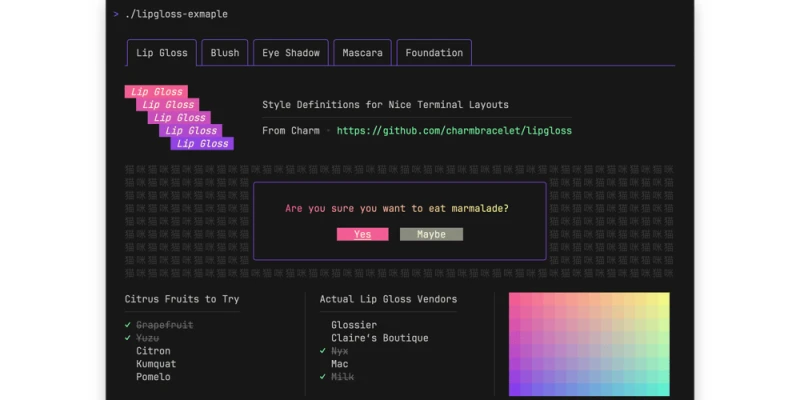 > ./lipgloss-exmaple
Lip Gloss Blush Eye Shadow Mascara Foundation
Lip Gloss
Lip Gloss
Lip Gloss
Lip Gloss
Lip Gloss
Style Definitions for Nice Terminal Layouts
From Charm • https://github.com/charmbracelet/lipgloss
Are you sure you want to eat marmalade?
Yes Maybe
Citrus Fruits to Try
✓ Grapefruit
✓ Yuzu
Citron
Kumquat
Pomelo
Actual Lip Gloss Vendors
Glossier
Claire's Boutique
✓ Nyx
Mac
✓ Milk